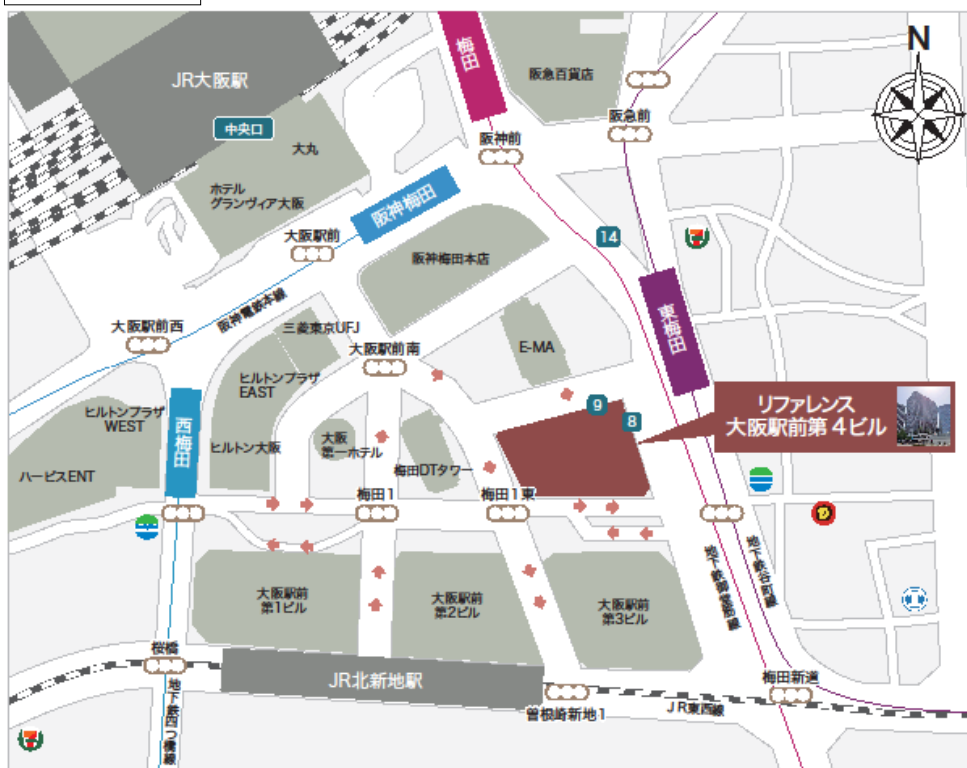 N
梅田
阪急百貨店
JR大阪駅
阪急前
中央口
阪神前
大丸
ホテル
グランヴィア大阪
阪神梅田
14
大阪駅前
阪神梅田本店
阪神電鉄本線
東梅田
大阪駅前西
三菱東京UFJ
大阪駅前南
E-MA
ヒルトンプラザ
EAST
ヒルトンプラザ
WEST
西梅田
9
8
リファレンス
大阪駅前第4ビル
ヒルトン大阪
大阪
第一ホテル
梅田DTタワー
ハービスENT
梅田1
梅田1東
地下鉄御堂筋線
地下鉄谷町線
大阪駅前
第1ビル
大阪駅前
第2ビル
大阪駅前
第3ビル
桜橋
JR北新地駅
梅田新道
地下鉄四つ橋線
曽根崎新地1
JR東西線